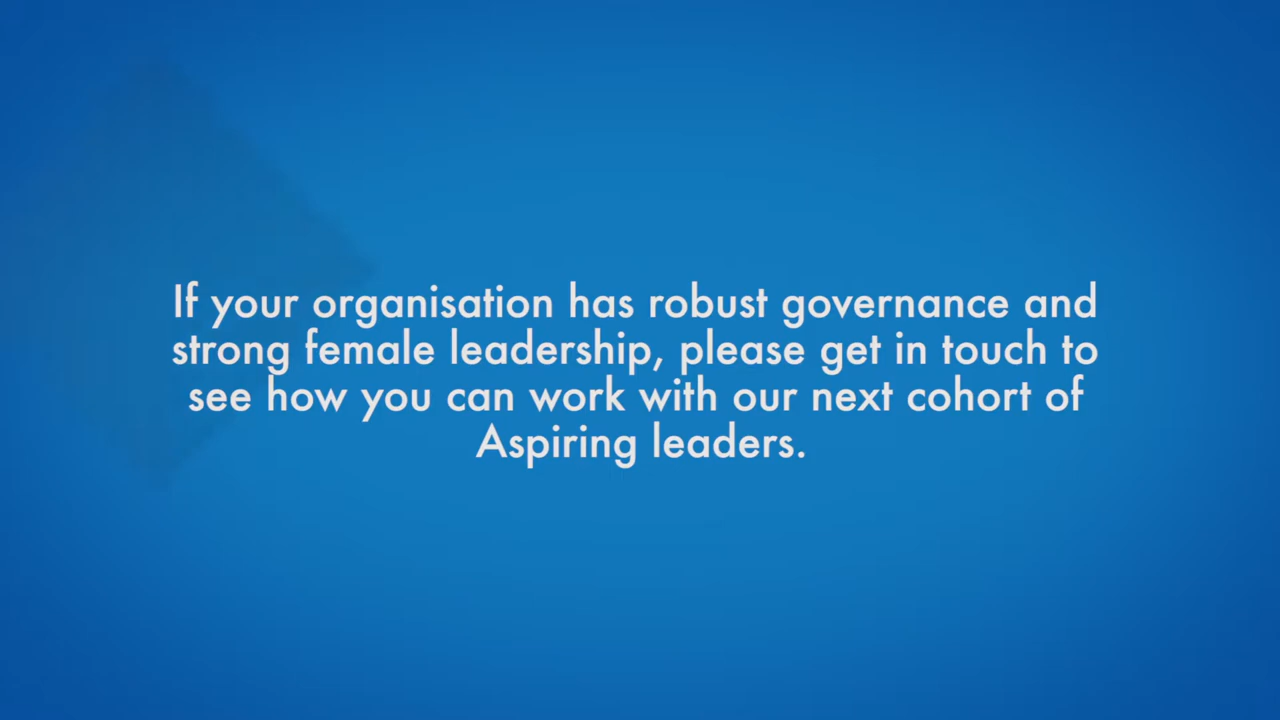 If your organisation has robust governance and
strong female leadership, please get in touch to
see how you can work with our next cohort of
Aspiring leaders.